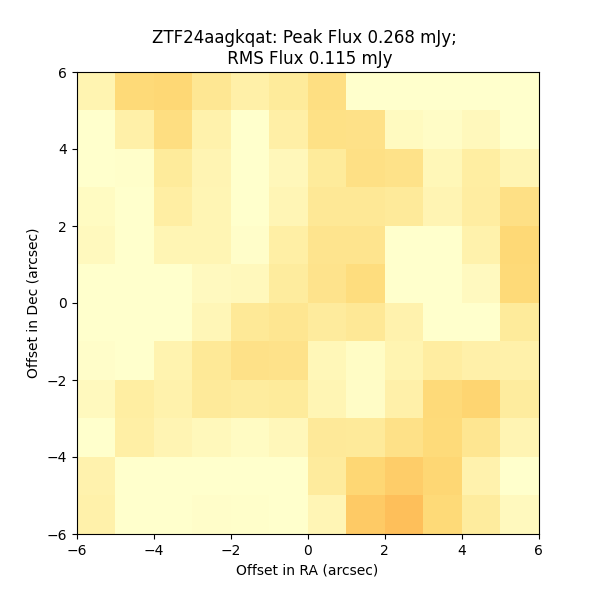 ZTF24aagkqat: Peak Flux 0.268 mJy;
RMS Flux 0.115 mJy
6
4
2
0
−2
−4
−6
Offset in Dec (arcsec)
−6 −4 −2 0 2 4 6
Offset in RA (arcsec)